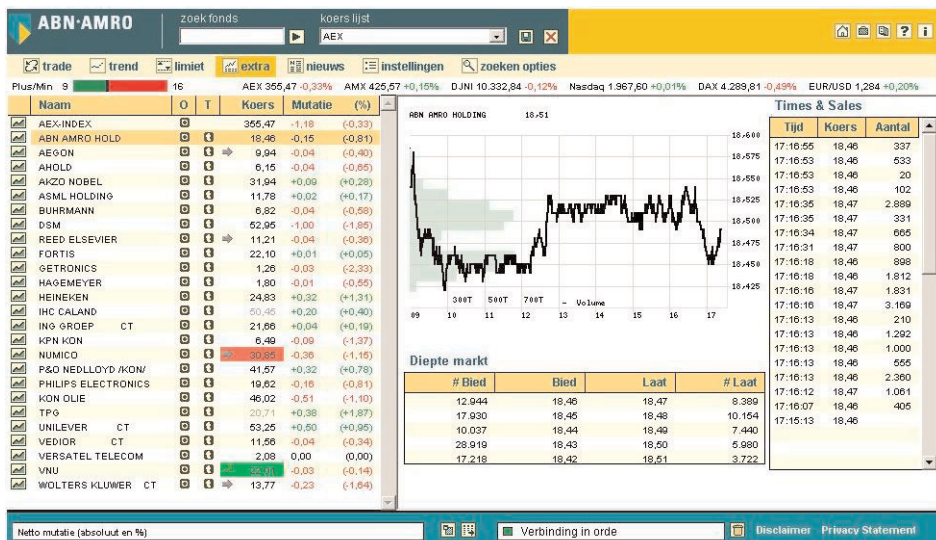 ABN·AMRO
zoek fonds
koers lijst
AEX
trade trend limiet extra nieuws instellingen zoeken opties
Plus/Min 9 16 AEX 355,47 -0,33% AMX 425,57 +0,15% DJNI 10.332,84 -0,12% Nasdaq 1.967,60 +0,01% DAX 4.289,81 -0,49% EUR/USD 1,284 +0,20%
Naam O T Koers Mutatie (%)
AEX-INDEX 355,47 -1,18 (-0,33)
ABN AMRO HOLD 18,46 -0,15 (-0,81)
AEGON 9,94 -0,04 (-0,40)
AHOLD 6,15 -0,04 (-0,65)
AKZO NOBEL 31,94 +0,09 (+0,28)
ASML HOLDING 11,78 +0,02 (+0,17)
BUHRMANN 6,82 -0,04 (-0,58)
DSM 52,95 -1,00 (-1,85)
REED ELSEVIER 11,21 -0,04 (-0,36)
FORTIS 22,10 +0,01 (+0,05)
GETRONICS 1,26 -0,03 (-2,33)
HAGEMEYER 1,80 -0,01 (-0,55)
HEINEKEN 24,83 +0,32 (+1,31)
IHC CALAND 50,45 +0,20 (+0,40)
ING GROEP CT 21,66 +0,04 (+0,19)
KPN KON 6,49 -0,09 (-1,37)
NUMICO 30,85 -0,36 (-1,15)
P&O NEDLLOYD /KON/ 41,57 +0,32 (+0,78)
PHILIPS ELECTRONICS 19,62 -0,16 (-0,81)
KON OLIE 46,02 -0,51 (-1,10)
TPG 20,71 +0,38 (+1,87)
UNILEVER CT 53,25 +0,50 (+0,95)
VEDIOR CT 11,56 -0,04 (-0,34)
VERSATEL TELECOM 2,08 0,00 (0,00)
VNU -0,03 (-0,14)
WOLTERS KLUWER CT 13,77 -0,23 (-1,64)
ABN AMRO HOLDING 18,51
18,600
18,575
18,550
18,525
18,500
18,475
18,450
18,425
300T 500T 700T - Volume
09 10 11 12 13 14 15 16 17
Diepte markt
# Bied Bied Laat # Laat
12.944 18,46 18,47 8.389
17.930 18,45 18,48 10.154
10.037 18,44 18,49 7.440
28.919 18,43 18,50 5.980
17.218 18,42 18,51 3.722
Times & Sales
Tijd Koers Aantal
17:16:55 18,46 337
17:16:53 18,46 533
17:16:53 18,46 20
17:16:53 18,46 102
17:16:35 18,47 2.889
17:16:35 18,47 331
17:16:34 18,47 665
17:16:31 18,47 800
17:16:18 18,46 898
17:16:18 18,46 1.812
17:16:16 18,47 1.831
17:16:16 18,47 3.169
17:16:13 18,46 210
17:16:13 18,46 1.292
17:16:13 18,46 1.000
17:16:13 18,46 555
17:16:13 18,46 2.360
17:16:12 18,47 1.061
17:16:07 18,46 405
17:15:13 18,46
Netto mutatie (absoluut en %)
Verbinding in orde
Disclaimer Privacy Statement